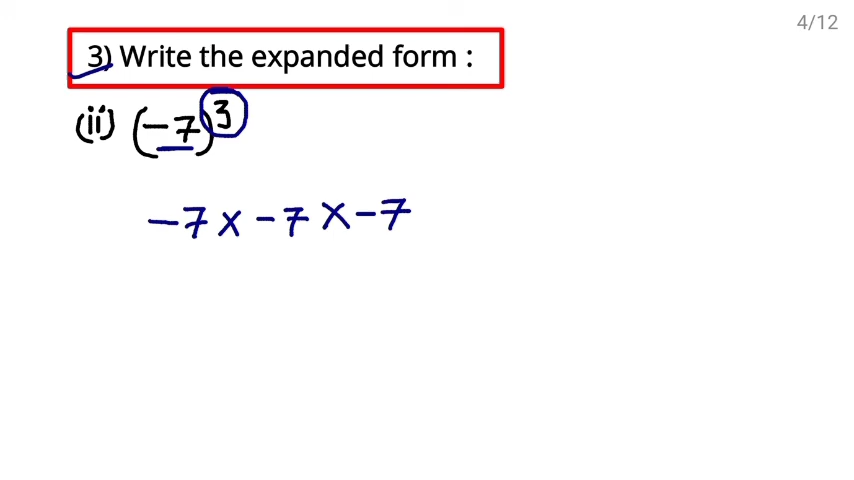 4/12
3) Write the expanded form :
(ii) (-7)³
-7 x -7 x -7